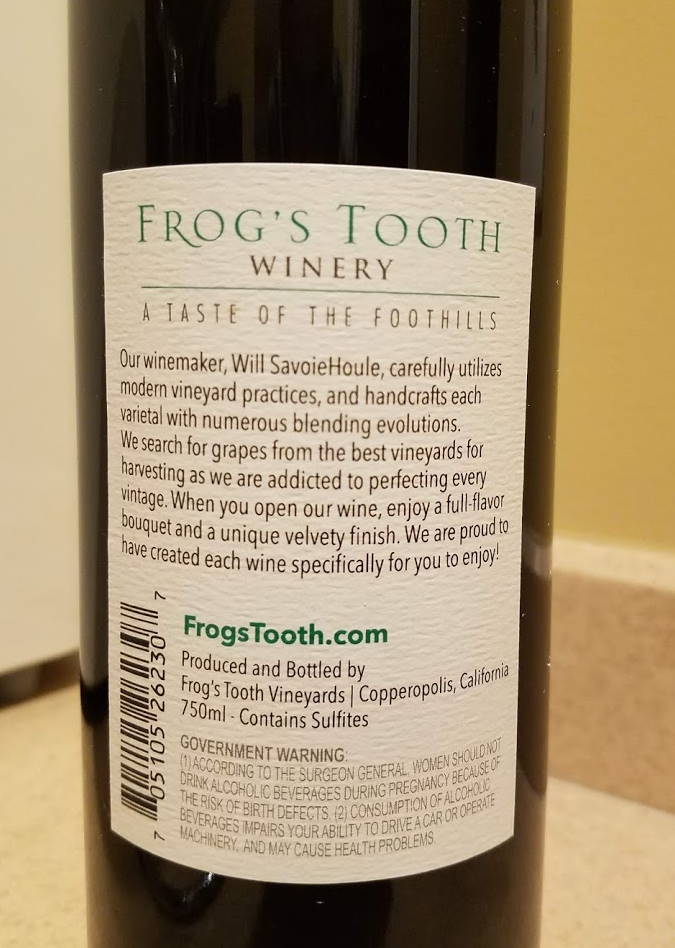 FROG'S TOOTH
WINERY
A TASTE OF THE FOOTHILLS
Our winemaker, Will SavoieHoule, carefully utilizes
modern vineyard practices, and handcrafts each
varietal with numerous blending evolutions.
We search for grapes from the best vineyards for
harvesting as we are addicted to perfecting every
vintage. When you open our wine, enjoy a full-flavor
bouquet and a unique velvety finish. We are proud to
have created each wine specifically for you to enjoy!
FrogsTooth.com
Produced and Bottled by
Frog's Tooth Vineyards | Copperopolis, California
750ml - Contains Sulfites
GOVERNMENT WARNING:
(1) ACCORDING TO THE SURGEON GENERAL, WOMEN SHOULD NOT
DRINK ALCOHOLIC BEVERAGES DURING PREGNANCY BECAUSE OF
THE RISK OF BIRTH DEFECTS. (2) CONSUMPTION OF ALCOHOLIC
BEVERAGES IMPAIRS YOUR ABILITY TO DRIVE A CAR OR OPERATE
MACHINERY, AND MAY CAUSE HEALTH PROBLEMS.
7 05105 26230 7